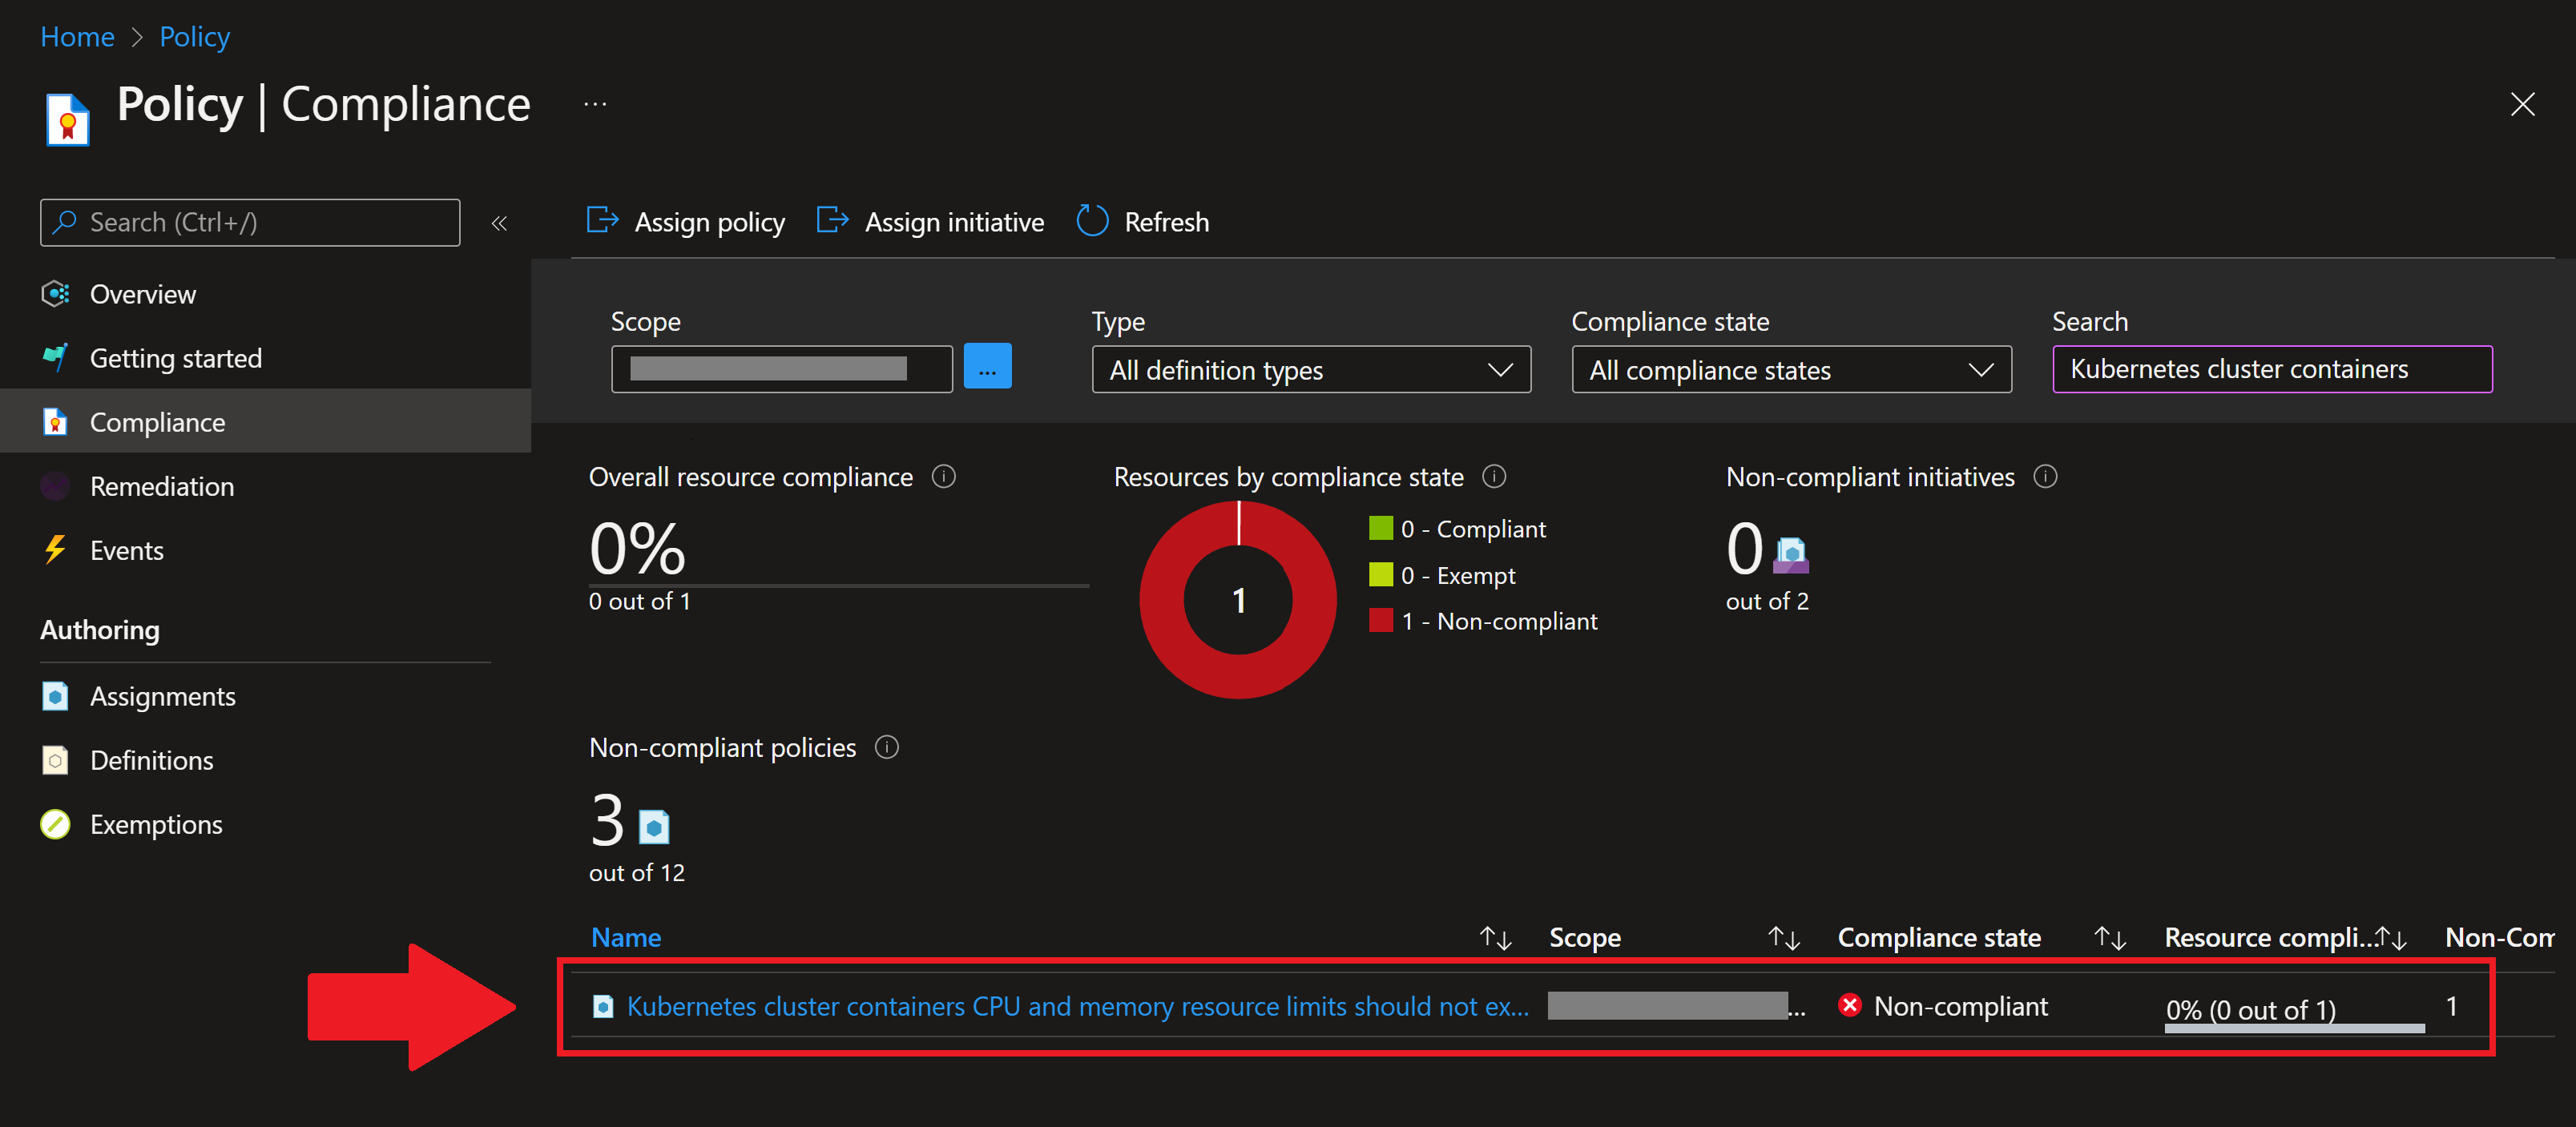 Home > Policy
Policy | Compliance ...
Search (Ctrl+/)
«
Overview
Getting started
Compliance
Remediation
Events
Authoring
Assignments
Definitions
Exemptions
Assign policy
Assign initiative
Refresh
Scope
...
Type
All definition types
Compliance state
All compliance states
Search
Kubernetes cluster containers
Overall resource compliance
0%
0 out of 1
Resources by compliance state
1
0 - Compliant
0 - Exempt
1 - Non-compliant
Non-compliant initiatives
0
out of 2
Non-compliant policies
3
out of 12
Name Scope Compliance state Resource compli... Non-Com
Kubernetes cluster containers CPU and memory resource limits should not ex... ... Non-compliant 0% (0 out of 1) 1